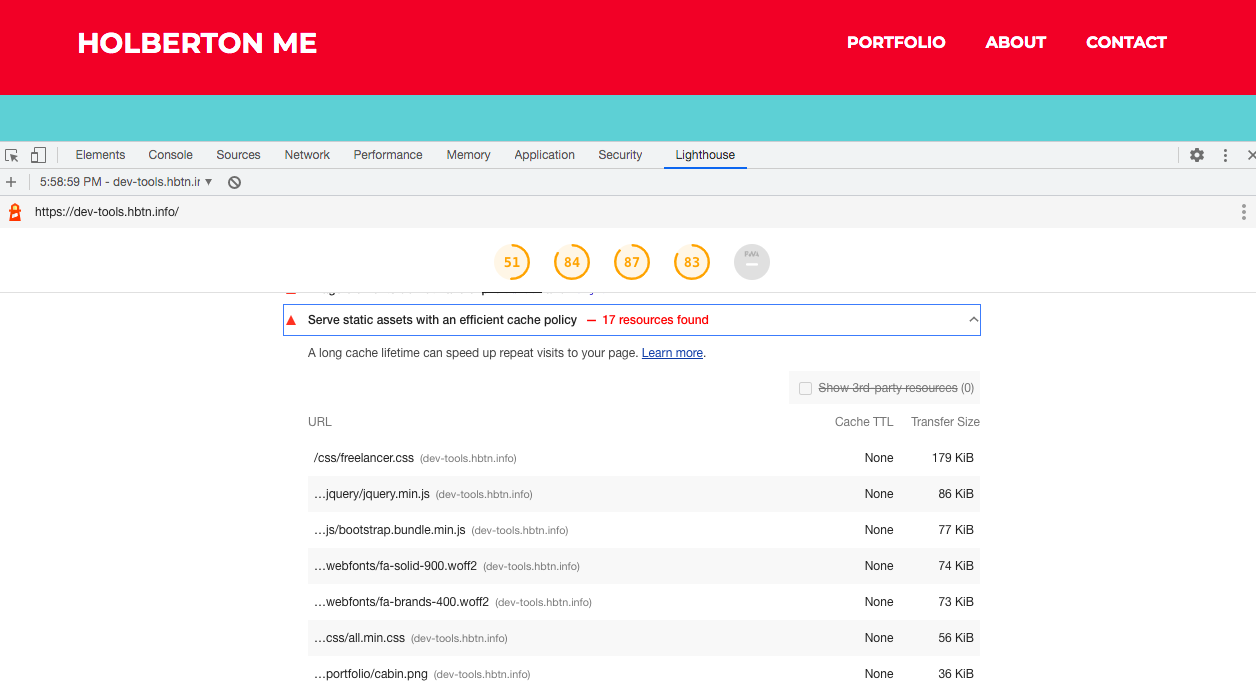 HOLBERTON ME PORTFOLIO ABOUT CONTACT
Elements Console Sources Network Performance Memory Application Security Lighthouse
5:58:59 PM - dev-tools.hbtn.ir
https://dev-tools.hbtn.info/
51 84 87 83 PWA
Serve static assets with an efficient cache policy — 17 resources found
A long cache lifetime can speed up repeat visits to your page. Learn more.
Show 3rd-party resources (0)
URL Cache TTL Transfer Size
/css/freelancer.css (dev-tools.hbtn.info) None 179 KiB
…jquery/jquery.min.js (dev-tools.hbtn.info) None 86 KiB
…js/bootstrap.bundle.min.js (dev-tools.hbtn.info) None 77 KiB
…webfonts/fa-solid-900.woff2 (dev-tools.hbtn.info) None 74 KiB
…webfonts/fa-brands-400.woff2 (dev-tools.hbtn.info) None 73 KiB
…css/all.min.css (dev-tools.hbtn.info) None 56 KiB
…portfolio/cabin.png (dev-tools.hbtn.info) None 36 KiB